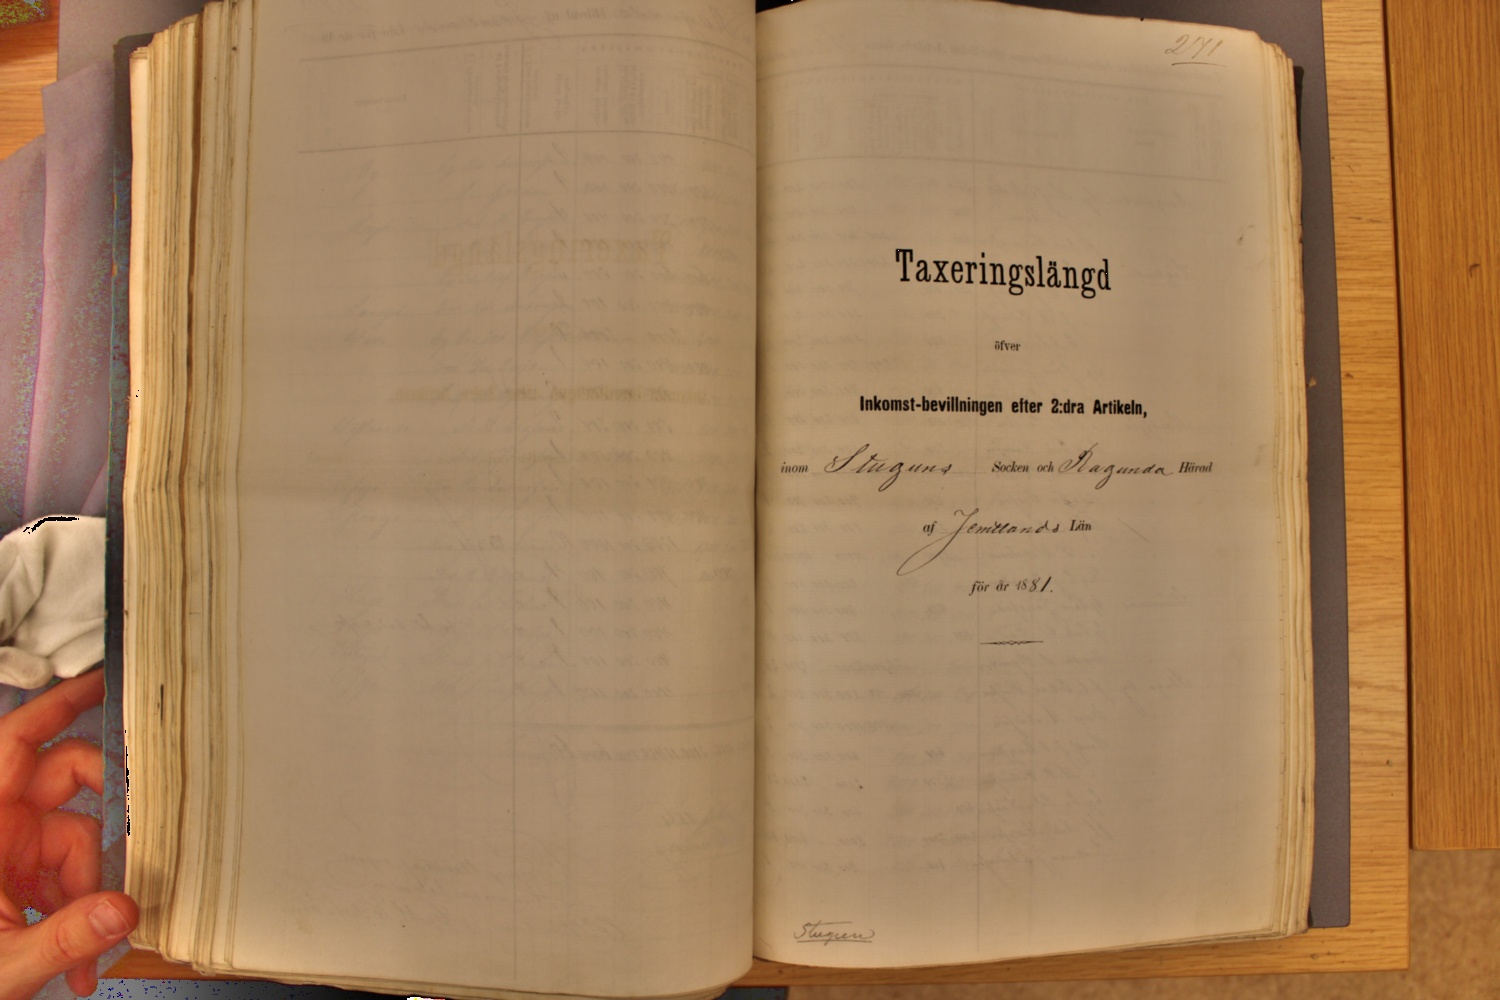 271
Taxeringslängd
öfver
Inkomst-bevillningen efter 2:dra Artikeln,
inom Stuguns Socken och Ragunda Härad
af Jemtlands Län
för år 1881.
Stugun